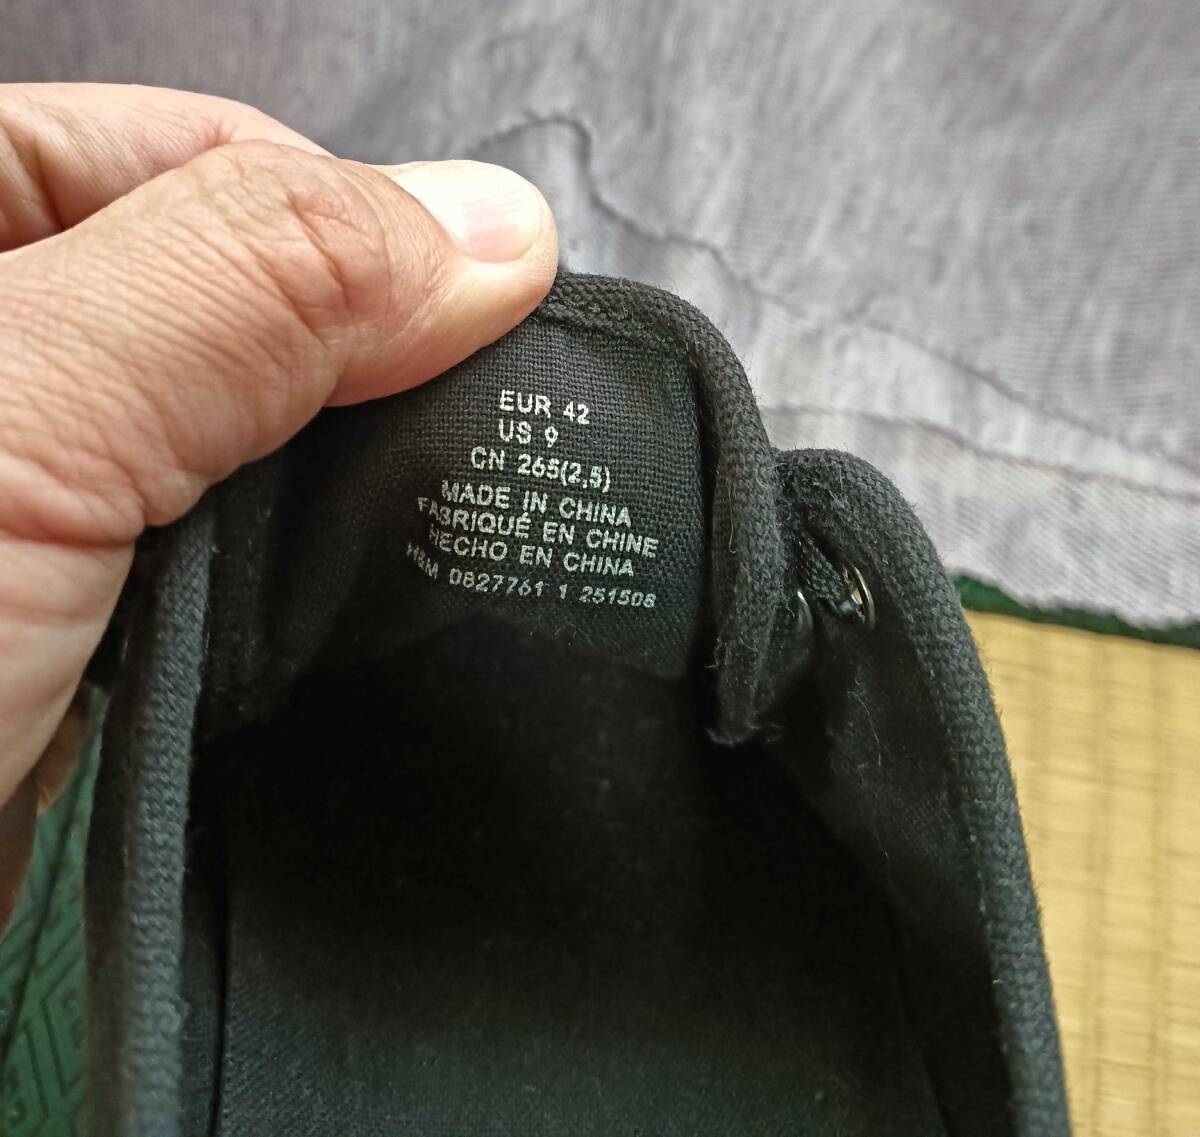 EUR 42
US 9
CN 265(2,5)
MADE IN CHINA
FABRIQUÉ EN CHINE
HECHO EN CHINA
H&M 0827761 1 251508